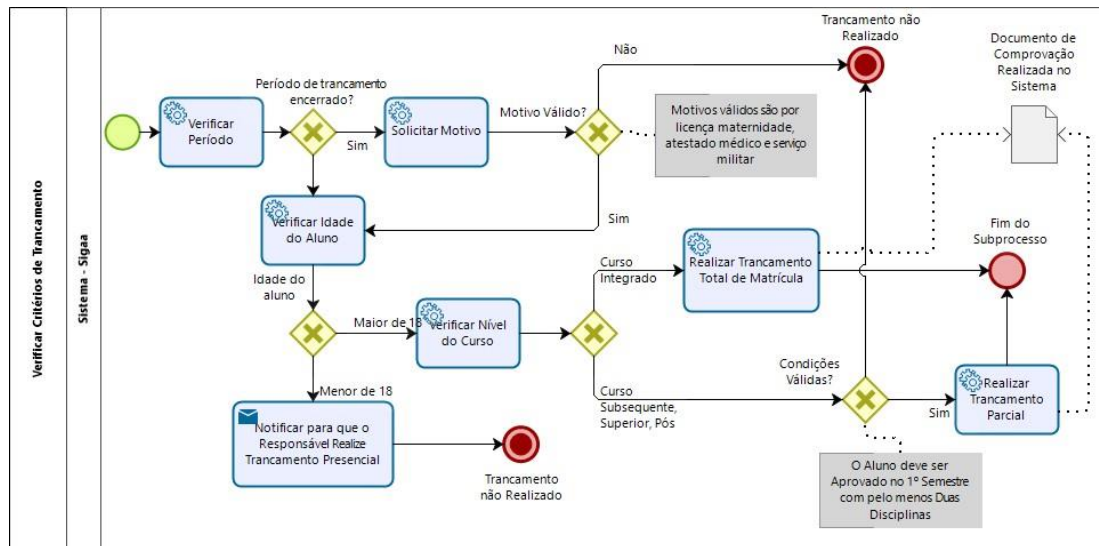 Verificar Critérios de Trancamento
Sistema - Sigaa
Verificar
Período
Período de trancamento
encerrado?
Sim
Solicitar Motivo
Motivo Válido?
Não
Trancamento não
Realizado
Motivos válidos são por
licença maternidade,
atestado médico e serviço
militar
Documento de
Comprovação
Realizada no
Sistema
Sim
Verificar Idade
do Aluno
Idade do
aluno
Maior de 18
Verificar Nível
do Curso
Curso
Integrado
Realizar Trancamento
Total de Matrícula
Fim do
Subprocesso
Menor de 18
Notificar para que o
Responsável Realize
Trancamento Presencial
Trancamento
não Realizado
Curso
Subsequente,
Superior, Pós
Condições
Válidas?
Sim
Realizar
Trancamento
Parcial
O Aluno deve ser
Aprovado no 1º Semestre
com pelo menos Duas
Disciplinas